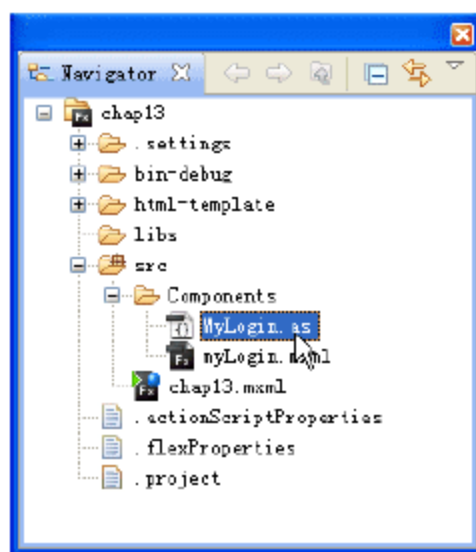 Navigator
chap13
.settings
bin-debug
html-template
libs
src
Components
MyLogin.as
myLogin.mxml
chap13.mxml
.actionScriptProperties
.flexProperties
.project